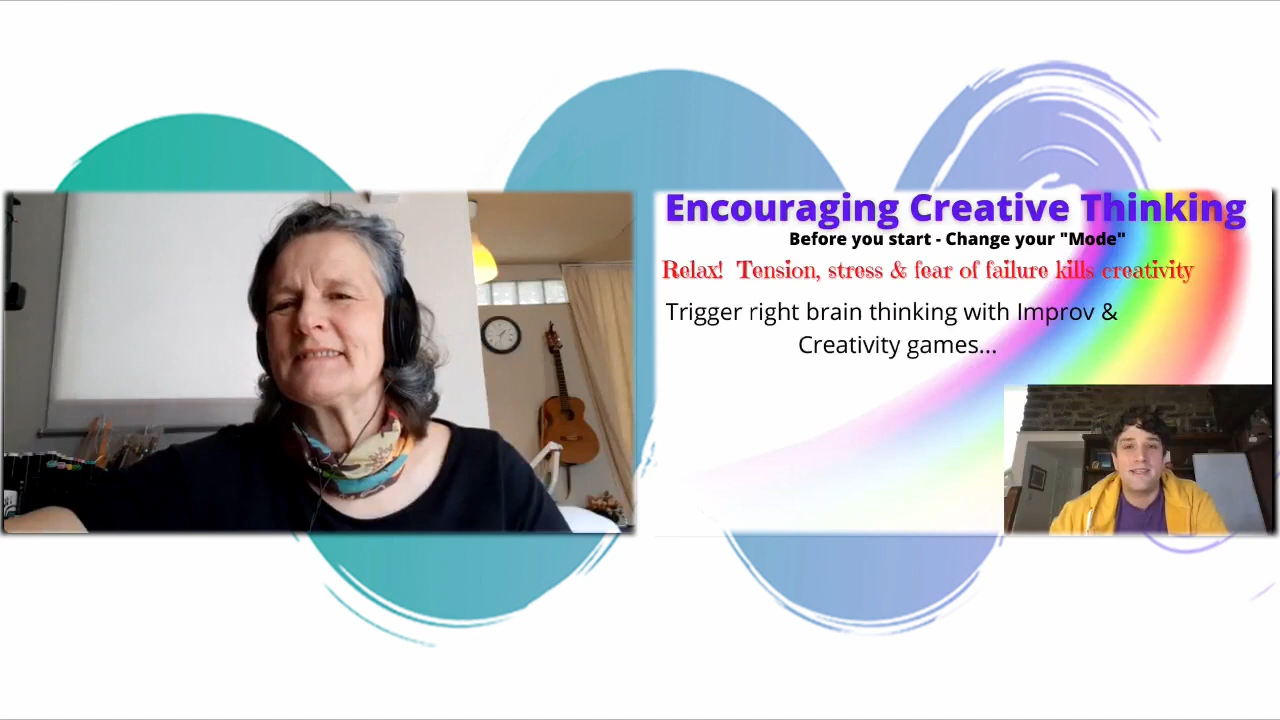 Encouraging Creative Thinking
Before you start - Change your "Mode"
Relax! Tension, stress & fear of failure kills creativity
Trigger right brain thinking with Improv &
Creativity games...